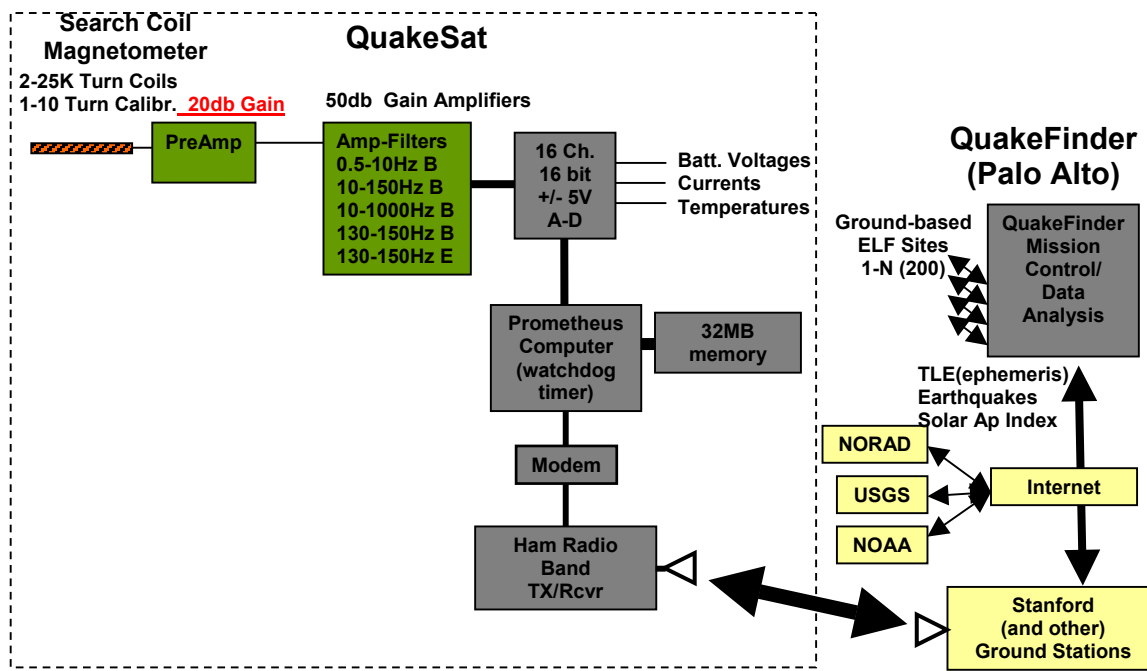 Search Coil
Magnetometer
2-25K Turn Coils
1-10 Turn Calibr. 20db Gain
QuakeSat
50db Gain Amplifiers
PreAmp
Amp-Filters
0.5-10Hz B
10-150Hz B
10-1000Hz B
130-150Hz B
130-150Hz E
16 Ch.
16 bit
+/- 5V
A-D
Batt. Voltages
Currents
Temperatures
Prometheus
Computer
(watchdog
timer)
32MB
memory
Modem
Ham Radio
Band
TX/Rcvr
QuakeFinder
(Palo Alto)
Ground-based
ELF Sites
1-N (200)
QuakeFinder
Mission
Control/
Data
Analysis
TLE(ephemeris)
Earthquakes
Solar Ap Index
NORAD
USGS
NOAA
Internet
Stanford
(and other)
Ground Stations